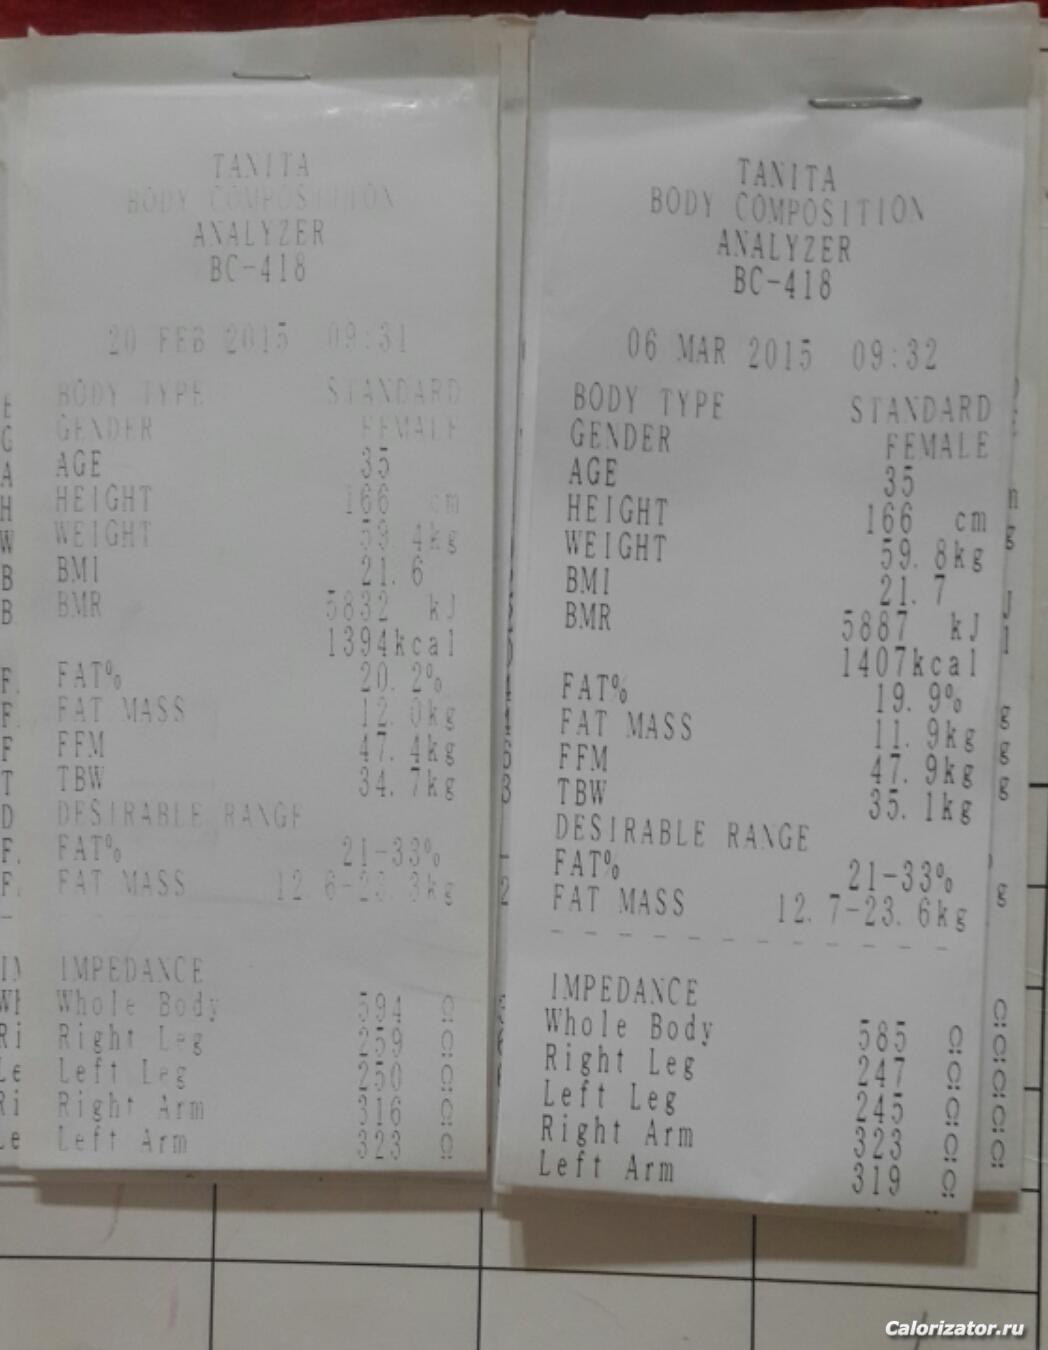 TANITA
BODY COMPOSITION
ANALYZER
BC-418
20 FEB 2015 09:31
BODY TYPE STANDARD
GENDER FEMALE
AGE 35
HEIGHT 166 cm
WEIGHT 59.4kg
BMI 21.6
BMR 5832 kJ
1394kcal
FAT% 20.2%
FAT MASS 12.0kg
FFM 47.4kg
TBW 34.7kg
DESIRABLE RANGE
FAT% 21-33%
FAT MASS 12.6-23.3kg
IMPEDANCE
Whole Body 594 Ω
Right Leg 259 Ω
Left Leg 250 Ω
Right Arm 316 Ω
Left Arm 323 Ω
TANITA
BODY COMPOSITION
ANALYZER
BC-418
06 MAR 2015 09:32
BODY TYPE STANDARD
GENDER FEMALE
AGE 35
HEIGHT 166 cm
WEIGHT 59.8kg
BMI 21.7
BMR 5887 kJ
1407kcal
FAT% 19.9%
FAT MASS 11.9kg
FFM 47.9kg
TBW 35.1kg
DESIRABLE RANGE
FAT% 21-33%
FAT MASS 12.7-23.6kg
- - - - - - - - - - - - -
IMPEDANCE
Whole Body 585 Ω
Right Leg 247 Ω
Left Leg 245 Ω
Right Arm 323 Ω
Left Arm 319 Ω
Calorizator.ru